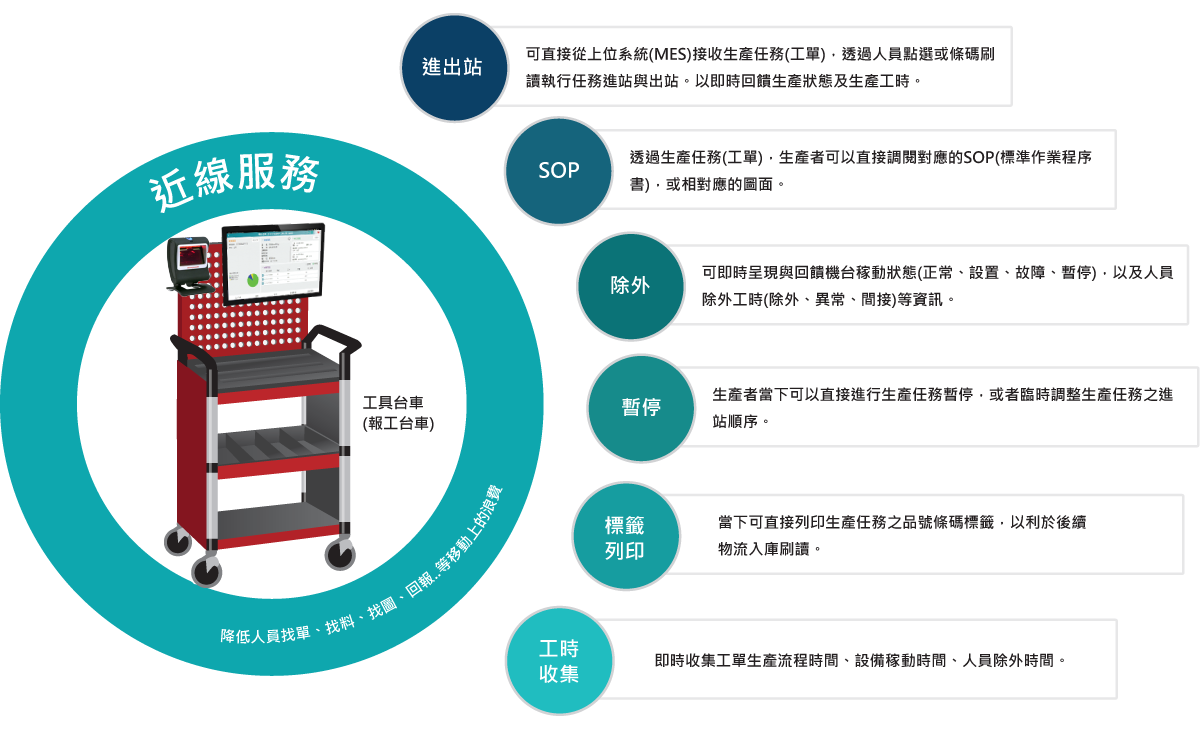 進出站
可直接從上位系統(MES)接收生產任務(工單)，透過人員點選或條碼刷
讀執行任務進站與出站。以即時回饋生產狀態及生產工時。
SOP
透過生產任務(工單)，生產者可以直接調閱對應的SOP(標準作業程序
書)，或相對應的圖面。
近線服務
除外
可即時呈現與回饋機台稼動狀態(正常、設置、故障、暫停)，以及人員
除外工時(除外、異常、間接)等資訊。
工具台車
(報工台車)
暫停
生產者當下可以直接進行生產任務暫停，或者臨時調整生產任務之進
站順序。
標籤
列印
當下可直接列印生產任務之品號條碼標籤，以利於後續
物流入庫刷讀。
降低人員找單、找料、找圖、回報..等移動上的浪費
工時
收集
即時收集工單生產流程時間、設備稼動時間、人員除外時間。